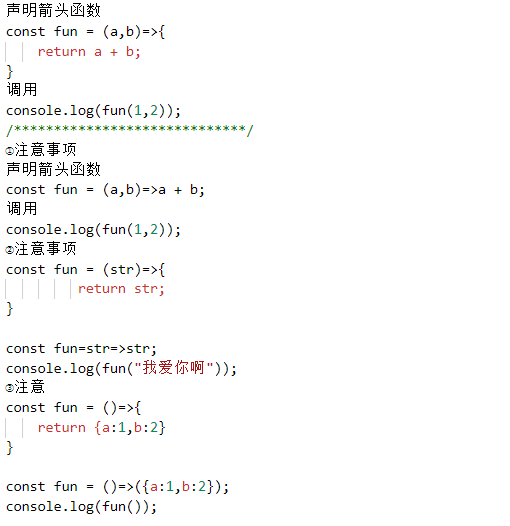 声明箭头函数
const fun = (a,b)=>{
return a + b;
}
调用
console.log(fun(1,2));
/*****************************/
①注意事项
声明箭头函数
const fun = (a,b)=>a + b;
调用
console.log(fun(1,2));
②注意事项
const fun = (str)=>{
return str;
}
const fun=str=>str;
console.log(fun("我爱你啊"));
③注意
const fun = ()=>{
return {a:1,b:2}
}
const fun = ()=>({a:1,b:2});
console.log(fun());